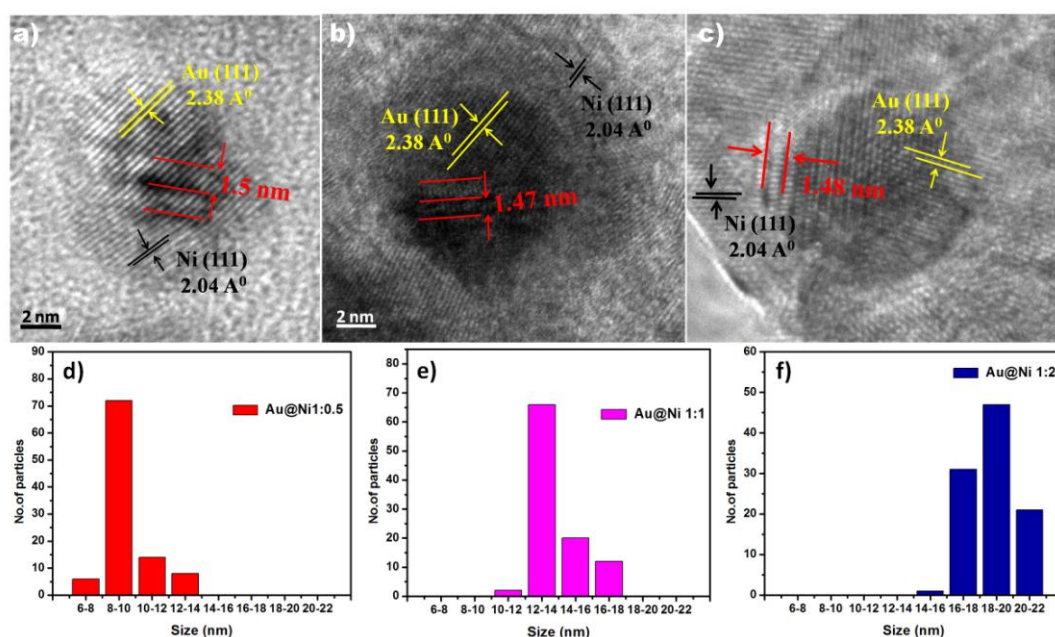 a)
Au (111)
2.38 A⁰
1.5 nm
Ni (111)
2.04 A⁰
2 nm
b)
Ni (111)
2.04 A⁰
Au (111)
2.38 A⁰
1.47 nm
2 nm
c)
Au (111)
2.38 A⁰
1.48 nm
Ni (111)
2.04 A⁰
d)
Au@Ni1:0.5
No.of particles
90
80
70
60
50
40
30
20
10
0
6-8 8-10 10-12 12-14 14-16 16-18 18-20 20-22
Size (nm)
e)
Au@Ni 1:1
No.of particles
80
70
60
50
40
30
20
10
0
6-8 8-10 10-12 12-14 14-16 16-18 18-20 20-22
Size (nm)
f)
Au@Ni 1:2
No.of particles
60
50
40
30
20
10
0
6-8 8-10 10-12 12-14 14-16 16-18 18-20 20-22
Size (nm)